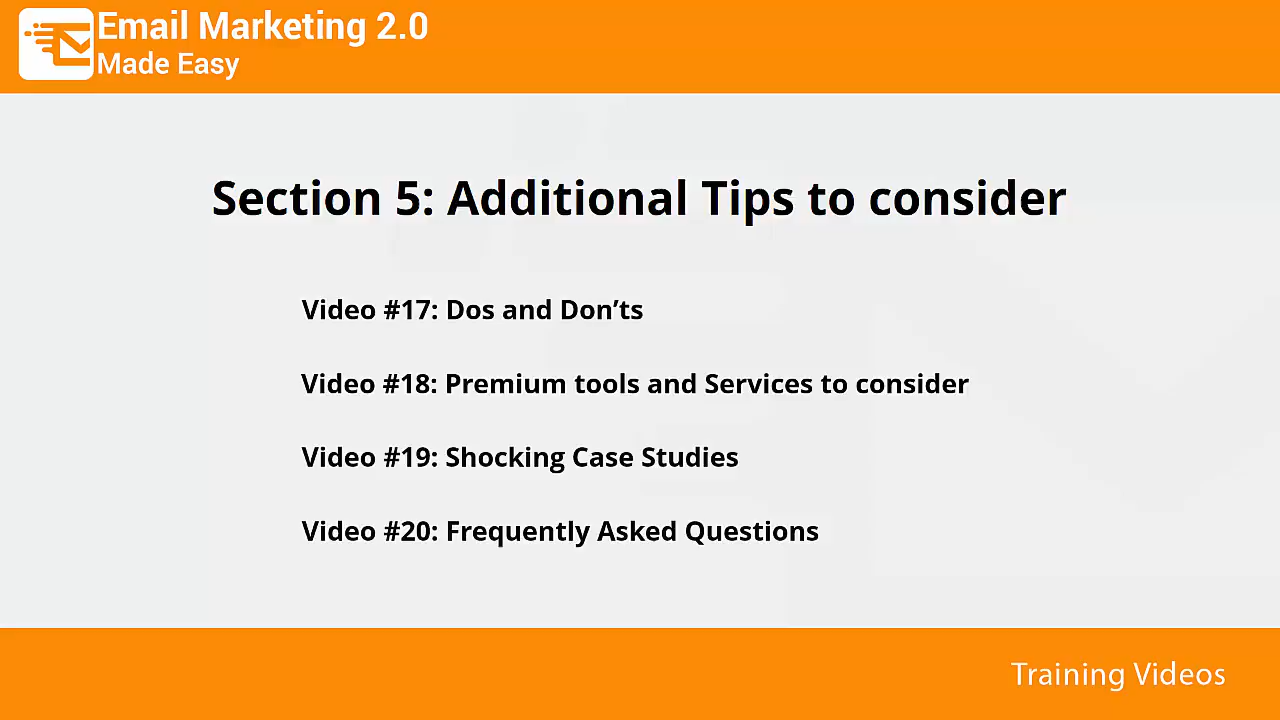 Email Marketing 2.0
Made Easy
Section 5: Additional Tips to consider
Video #17: Dos and Don’ts
Video #18: Premium tools and Services to consider
Video #19: Shocking Case Studies
Video #20: Frequently Asked Questions
Training Videos